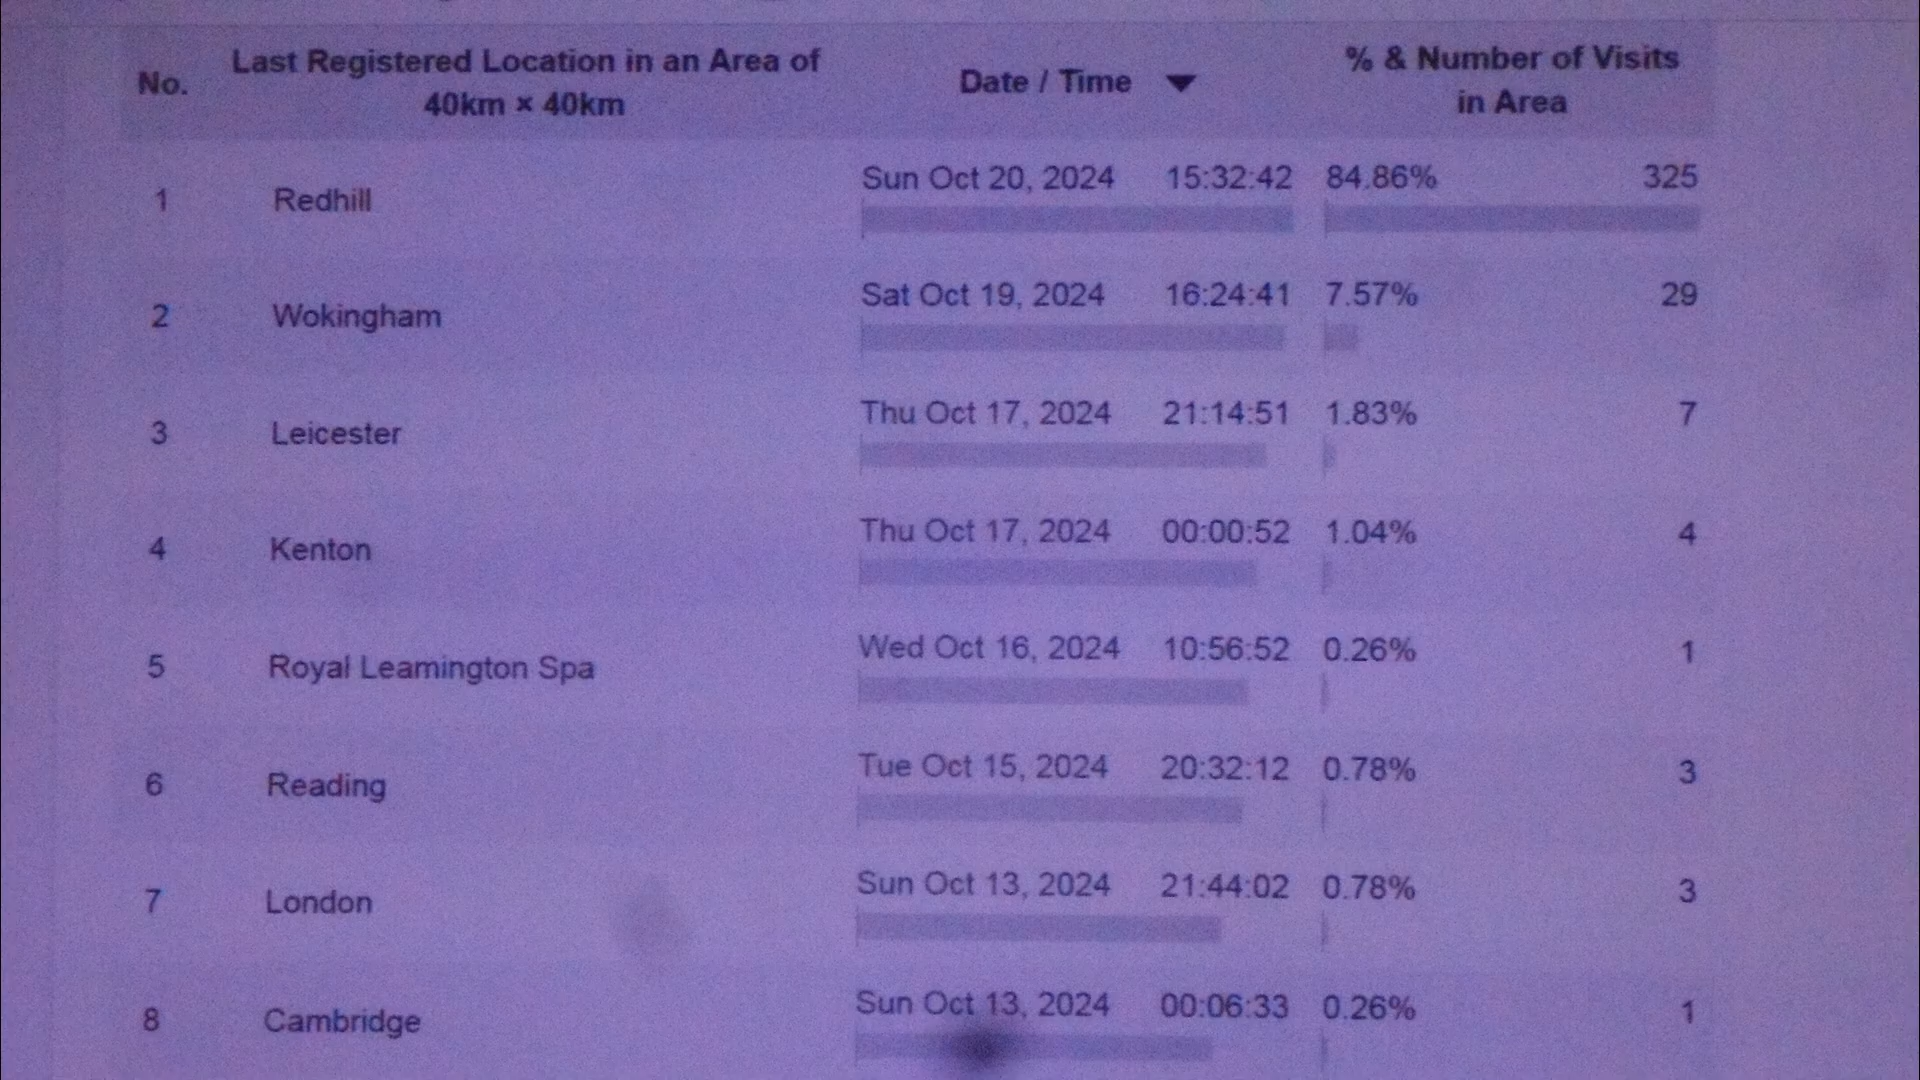 No. Last Registered Location in an Area of 40km × 40km Date / Time ▼ % & Number of Visits in Area
1 Redhill Sun Oct 20, 2024 15:32:42 84.86% 325
2 Wokingham Sat Oct 19, 2024 16:24:41 7.57% 29
3 Leicester Thu Oct 17, 2024 21:14:51 1.83% 7
4 Kenton Thu Oct 17, 2024 00:00:52 1.04% 4
5 Royal Leamington Spa Wed Oct 16, 2024 10:56:52 0.26% 1
6 Reading Tue Oct 15, 2024 20:32:12 0.78% 3
7 London Sun Oct 13, 2024 21:44:02 0.78% 3
8 Cambridge Sun Oct 13, 2024 00:06:33 0.26% 1